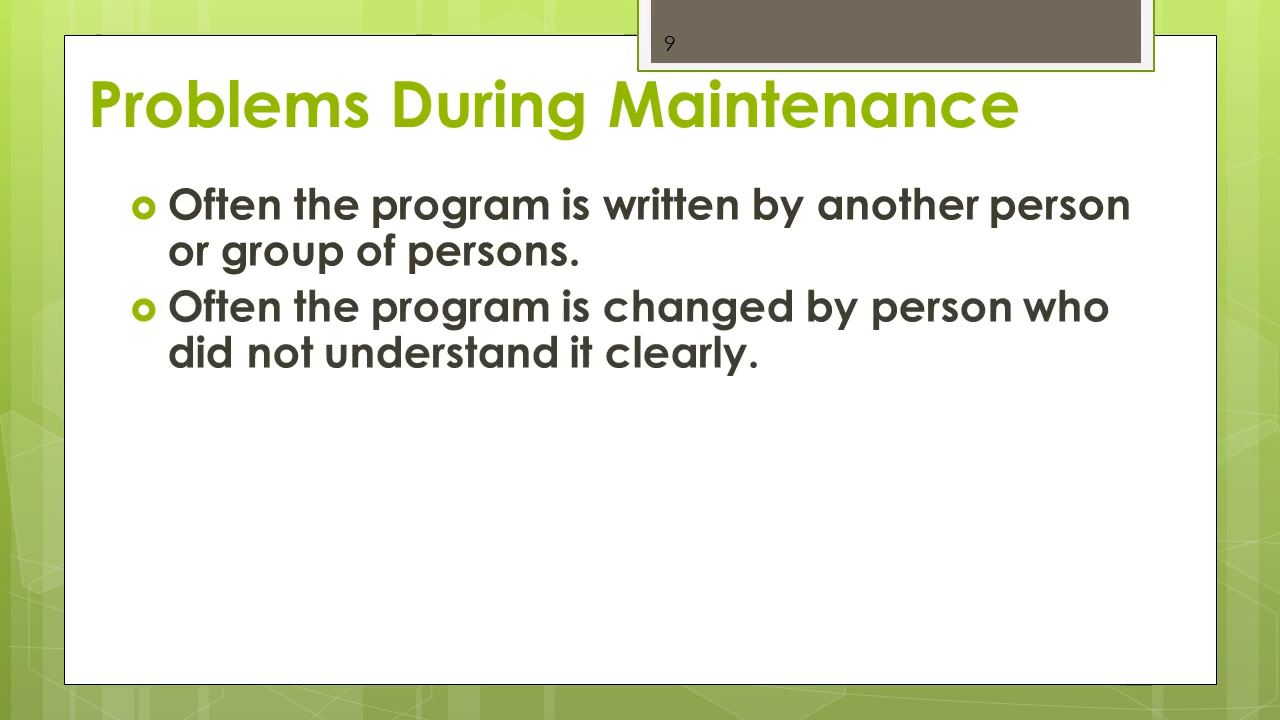 9
Problems During Maintenance
Often the program is written by another person
or group of persons.
Often the program is changed by person who
did not understand it clearly.